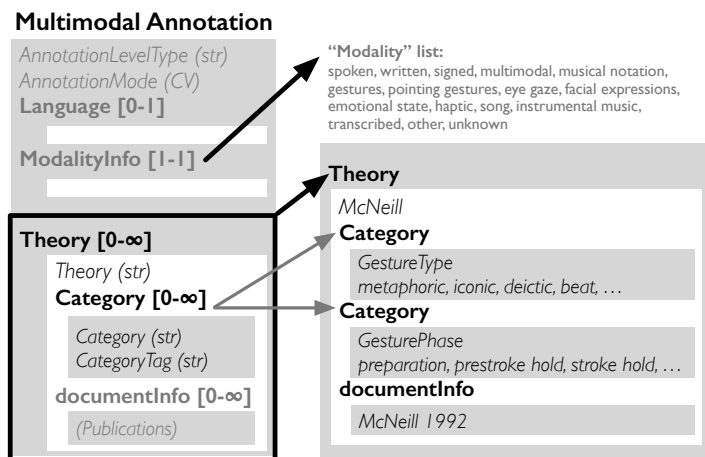 Multimodal Annotation
AnnotationLevelType (str)
AnnotationMode (CV)
Language [0-1]
ModalityInfo [1-1]
Theory [0-∞]
Theory (str)
Category [0-∞]
Category (str)
CategoryTag (str)
documentInfo [0-∞]
(Publications)
“Modality” list:
spoken, written, signed, multimodal, musical notation,
gestures, pointing gestures, eye gaze, facial expressions,
emotional state, haptic, song, instrumental music,
transcribed, other, unknown
Theory
McNeill
Category
GestureType
metaphoric, iconic, deictic, beat, …
Category
GesturePhase
preparation, prestroke hold, stroke hold, …
documentInfo
McNeill 1992